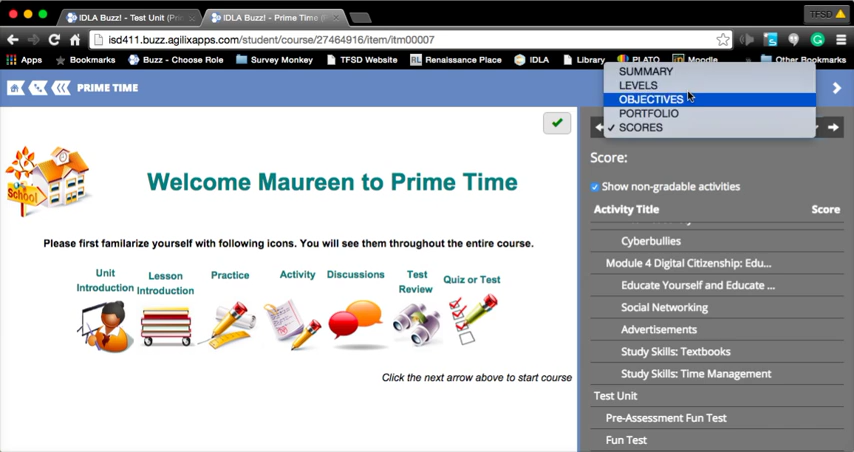 IDLA Buzz! - Test Unit (Pri
IDLA Buzz! - Prime Time (P
TFSD
isd411.buzz.agilixapps.com/student/course/27464916/item/itm00007
Apps Bookmarks Buzz - Choose Role Survey Monkey TFSD Website RL Renaissance Place IDLA Library PLATO Moodle Other Bookmarks
PRIME TIME
SUMMARY
LEVELS
OBJECTIVES
PORTFOLIO
✓ SCORES
School
Welcome Maureen to Prime Time
Please first familarize yourself with following icons. You will see them throughout the entire course.
Unit Introduction
Lesson Introduction
Practice
Activity
Discussions
Test Review
Quiz or Test
Click the next arrow above to start course
Score:
Show non-gradable activities
Activity Title Score
Cyberbullies
Module 4 Digital Citizenship: Edu...
Educate Yourself and Educate ...
Social Networking
Advertisements
Study Skills: Textbooks
Study Skills: Time Management
Test Unit
Pre-Assessment Fun Test
Fun Test